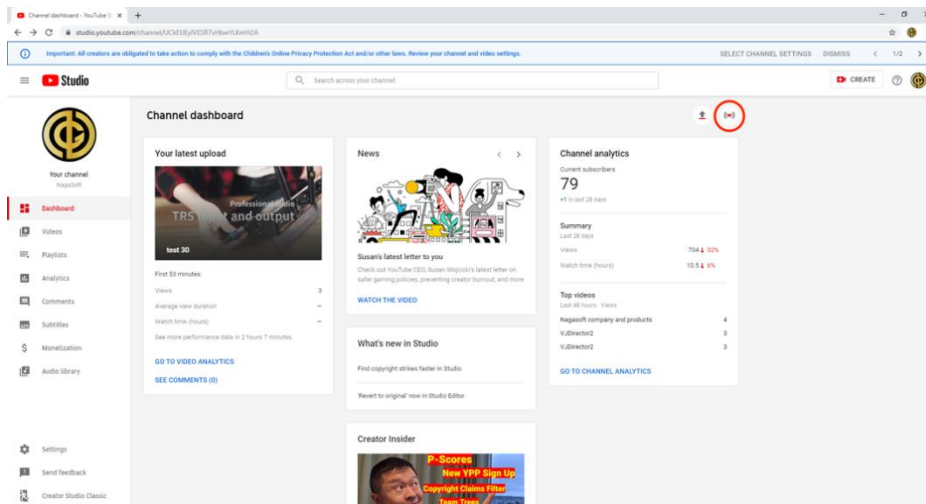 Channel dashboard - YouTube S
studio.youtube.com/channel/
Important: All creators are obligated to take action to comply with the Children's Online Privacy Protection Act and/or other laws. Review your channel and video settings.
SELECT CHANNEL SETTINGS
DISMISS
1/2
Studio
Search across your channel
CREATE
Your channel
NagaSoft
Dashboard
Videos
Playlists
Analytics
Comments
Subtitles
Monetization
Audio library
Settings
Send feedback
Creator Studio Classic
Channel dashboard
Your latest upload
Professional
TRS and output
test 30
First 53 minutes:
Views 3
Average view duration –
Watch time (hours) –
See more performance data in 2 hours 7 minutes.
GO TO VIDEO ANALYTICS
SEE COMMENTS (0)
News
Susan's latest letter to you
Check out YouTube CEO, Susan Wojcicki's latest letter on
safer gaming policies, preventing creator burnout, and more
WATCH THE VIDEO
What's new in Studio
Find copyright strikes faster in Studio
'Revert to original' now in Studio Editor
Creator Insider
P-Scores
New YPP Sign Up
Copyright Claims Filter
Team Trees
Channel analytics
Current subscribers
79
+1 in last 28 days
Summary
Last 28 days
Views 704 32%
Watch time (hours) 10.5 6%
Top videos
Last 48 hours · Views
Nagasoft company and products 4
VJDirector2 3
VJDirector2 3
GO TO CHANNEL ANALYTICS